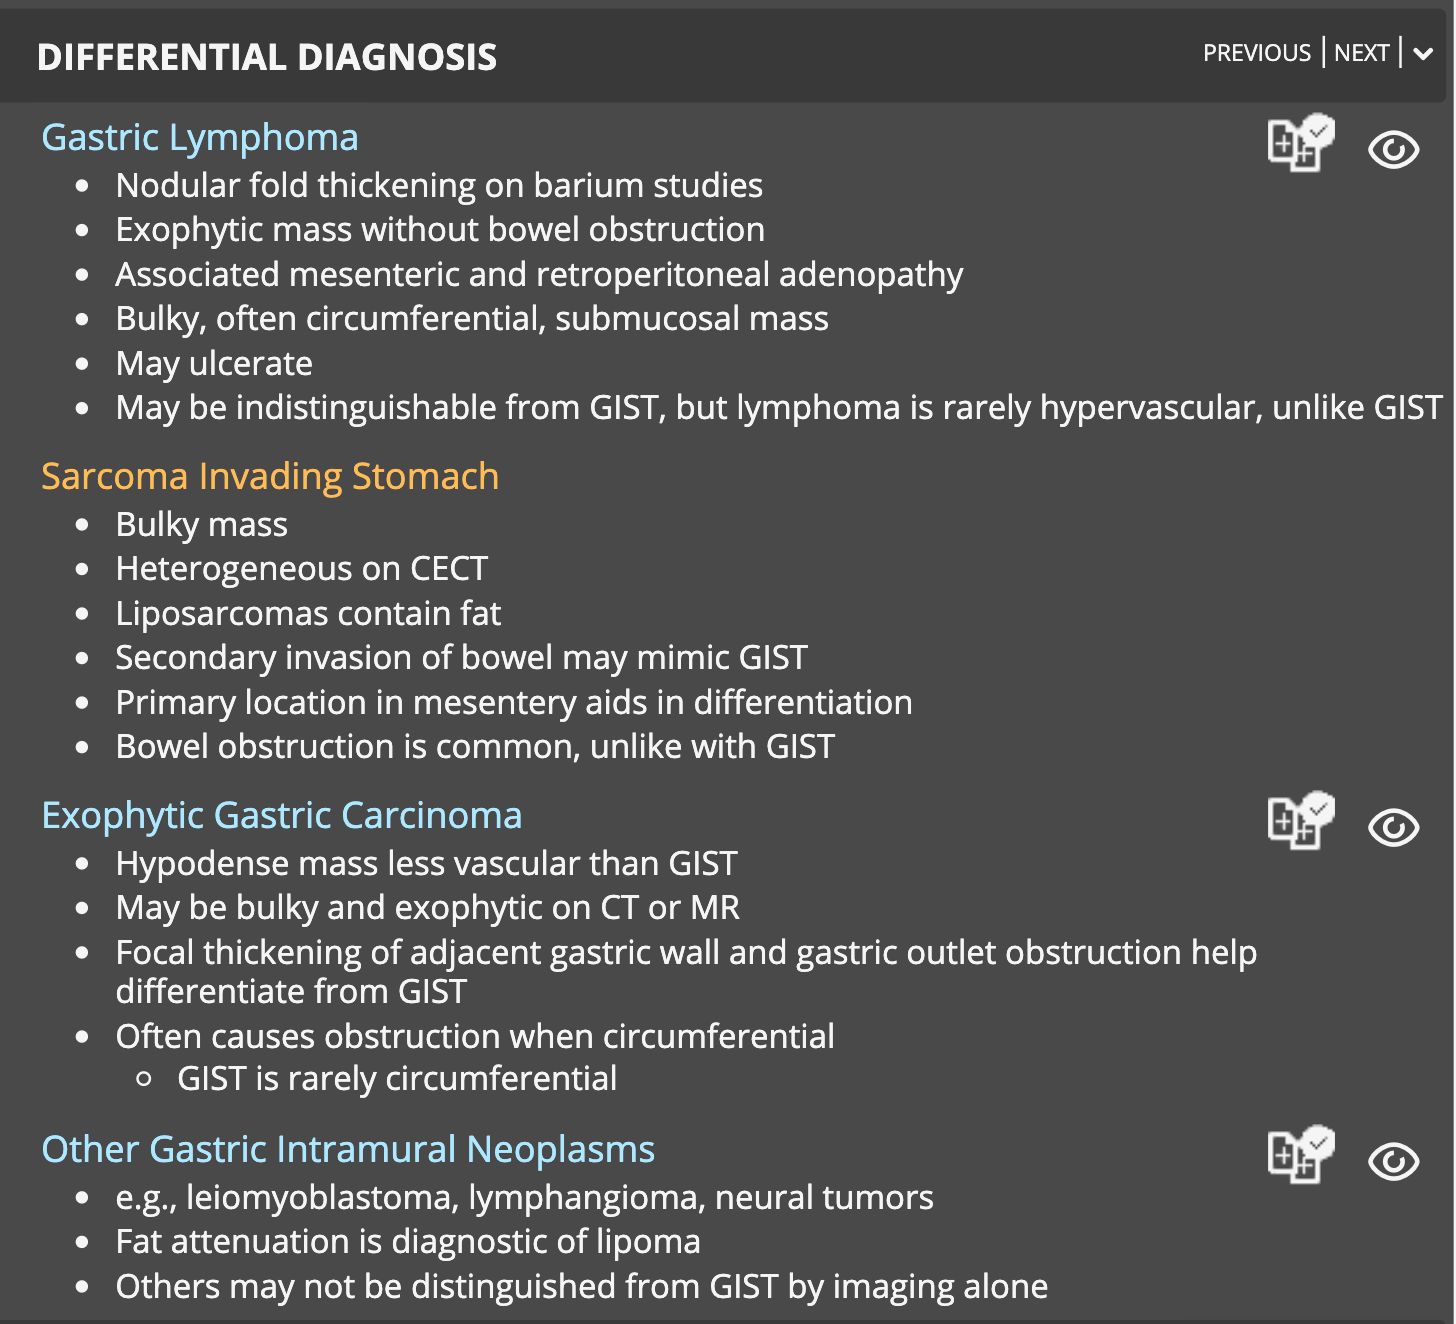 DIFFERENTIAL DIAGNOSIS
PREVIOUS | NEXT |
Gastric Lymphoma
• Nodular fold thickening on barium studies
• Exophytic mass without bowel obstruction
• Associated mesenteric and retroperitoneal adenopathy
• Bulky, often circumferential, submucosal mass
• May ulcerate
• May be indistinguishable from GIST, but lymphoma is rarely hypervascular, unlike GIST
Sarcoma Invading Stomach
• Bulky mass
• Heterogeneous on CECT
• Liposarcomas contain fat
• Secondary invasion of bowel may mimic GIST
• Primary location in mesentery aids in differentiation
• Bowel obstruction is common, unlike with GIST
Exophytic Gastric Carcinoma
• Hypodense mass less vascular than GIST
• May be bulky and exophytic on CT or MR
• Focal thickening of adjacent gastric wall and gastric outlet obstruction help
differentiate from GIST
• Often causes obstruction when circumferential
○ GIST is rarely circumferential
Other Gastric Intramural Neoplasms
• e.g., leiomyoblastoma, lymphangioma, neural tumors
• Fat attenuation is diagnostic of lipoma
• Others may not be distinguished from GIST by imaging alone